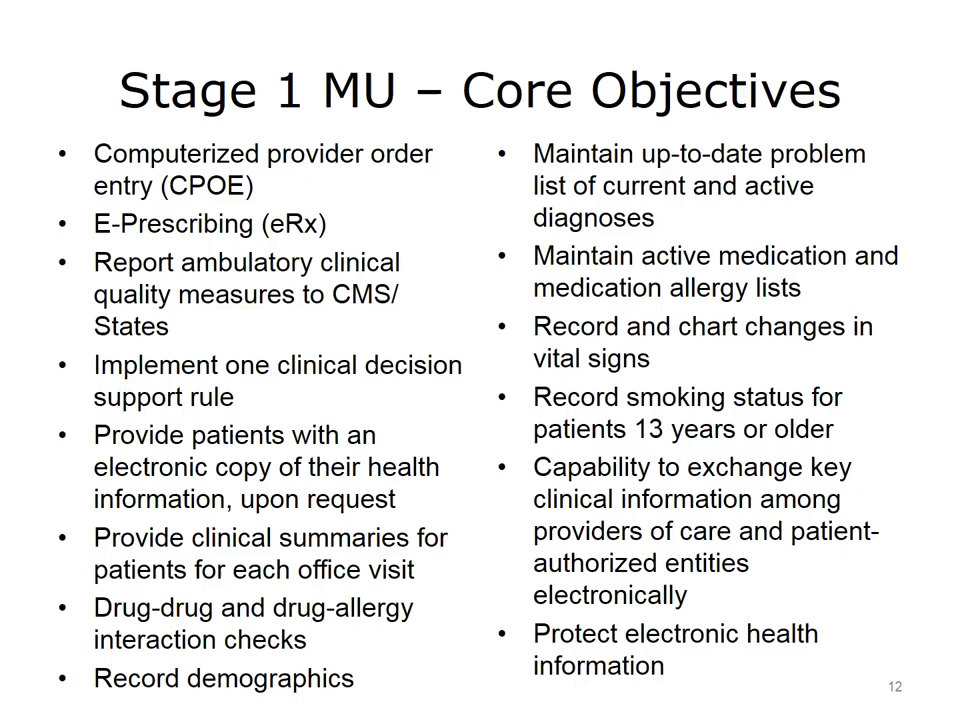 Stage 1 MU – Core Objectives
• Computerized provider order
entry (CPOE)
• E-Prescribing (eRx)
• Report ambulatory clinical
quality measures to CMS/
States
• Implement one clinical decision
support rule
• Provide patients with an
electronic copy of their health
information, upon request
• Provide clinical summaries for
patients for each office visit
• Drug-drug and drug-allergy
interaction checks
• Record demographics
• Maintain up-to-date problem
list of current and active
diagnoses
• Maintain active medication and
medication allergy lists
• Record and chart changes in
vital signs
• Record smoking status for
patients 13 years or older
• Capability to exchange key
clinical information among
providers of care and patient-
authorized entities
electronically
• Protect electronic health
information
12